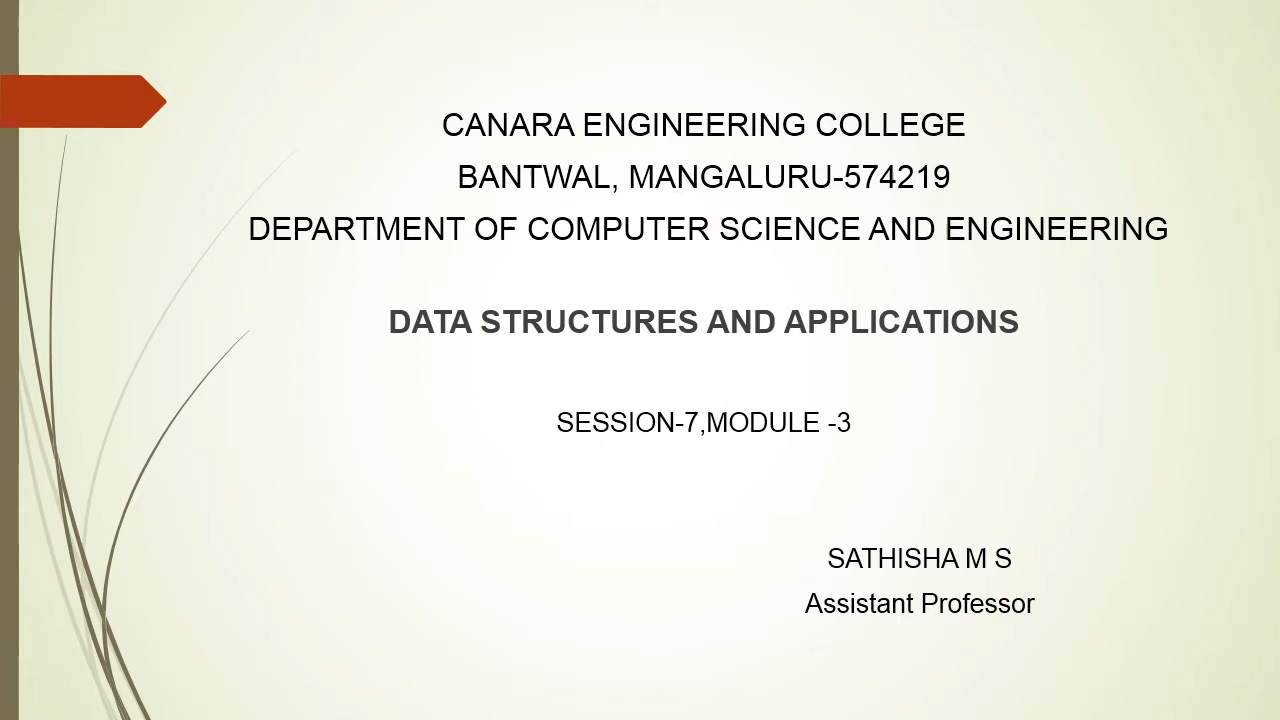 CANARA ENGINEERING COLLEGE
BANTWAL, MANGALURU-574219
DEPARTMENT OF COMPUTER SCIENCE AND ENGINEERING
DATA STRUCTURES AND APPLICATIONS
SESSION-7,MODULE -3
SATHISHA M S
Assistant Professor